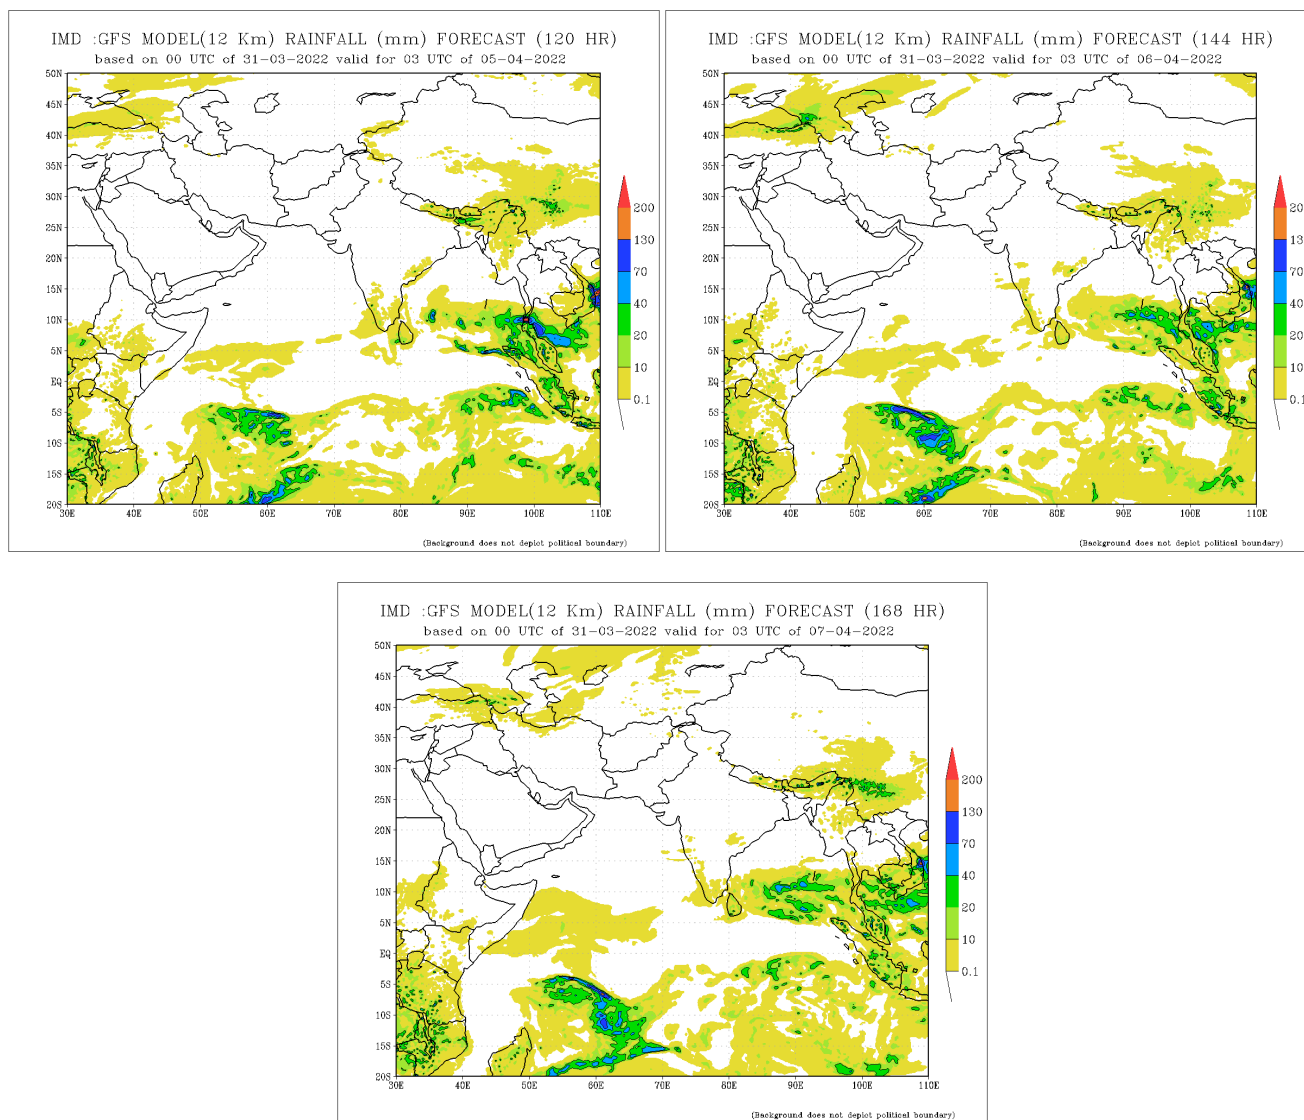 IMD :GFS MODEL(12 Km) RAINFALL (mm) FORECAST (120 HR)
based on 00 UTC of 31-03-2022 valid for 03 UTC of 05-04-2022
50N
45N
40N
35N
30N
25N
20N
15N
10N
5N
EQ
5S
10S
15S
20S
30E 40E 50E 60E 70E 80E 90E 100E 110E
200
130
70
40
20
10
0.1
(Background does not depict political boundary)
IMD :GFS MODEL(12 Km) RAINFALL (mm) FORECAST (144 HR)
based on 00 UTC of 31-03-2022 valid for 03 UTC of 06-04-2022
50N
45N
40N
35N
30N
25N
20N
15N
10N
5N
EQ
5S
10S
15S
20S
30E 40E 50E 60E 70E 80E 90E 100E 110E
20
13
70
40
20
10
0.1
(Background does not depict political boundary)
IMD :GFS MODEL(12 Km) RAINFALL (mm) FORECAST (168 HR)
based on 00 UTC of 31-03-2022 valid for 03 UTC of 07-04-2022
50N
45N
40N
35N
30N
25N
20N
15N
10N
5N
EQ
5S
10S
15S
20S
30E 40E 50E 60E 70E 80E 90E 100E 110E
200
130
70
40
20
10
0.1
(Background does not depict political boundary)